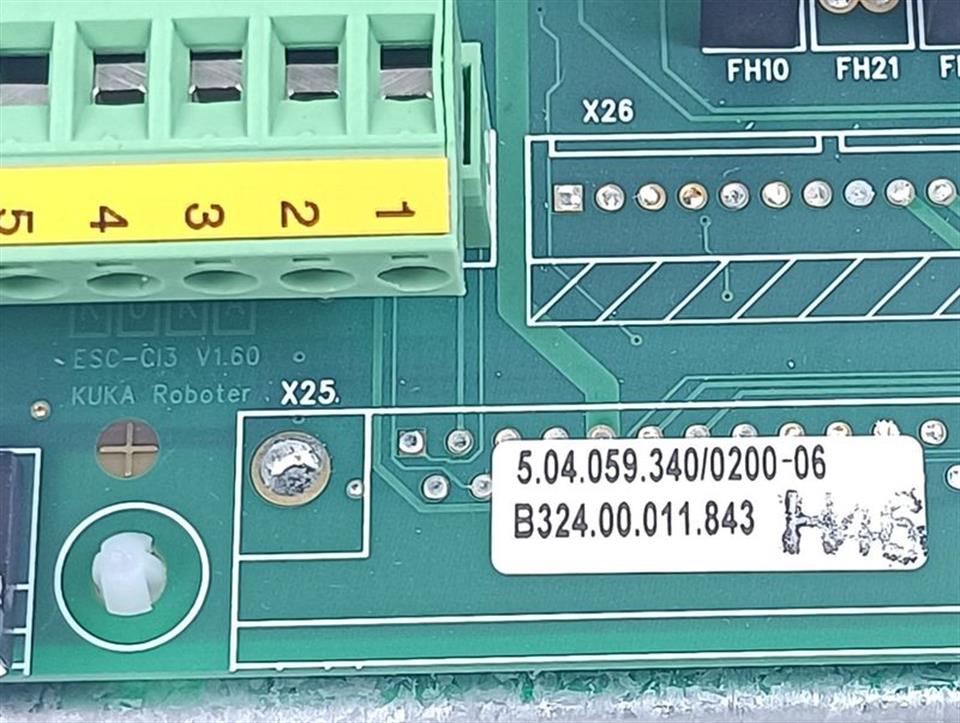 FH10
FH21
X26
5 4 3 2 1
KUKA
ESC-CI3 V1.60
KUKA Roboter
X25
5.04.059.340/0200-06
B324.00.011.843